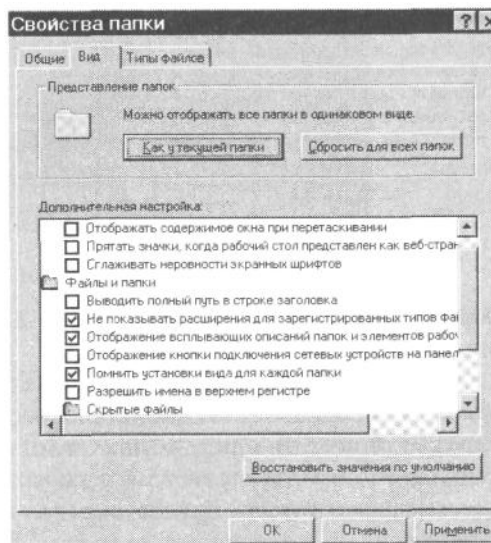 Свойства папки
Общие Вид Типы файлов
Представление папок
Можно отображать все папки в одинаковом виде.
Как у текущей папки Сбросить для всех папок
Дополнительная настройка:
Отображать содержимое окна при перетаскивании
Прятать значки, когда рабочий стол представлен как веб-стран
Сглаживать неровности экранных шрифтов
Файлы и папки
Выводить полный путь в строке заголовка
Не показывать расширения для зарегистрированных типов фай
Отображение всплывающих описаний папок и элементов рабоч
Отображение кнопки подключения сетевых устройств на панел
Помнить установки вида для каждой папки
Разрешить имена в верхнем регистре
Скрытые файлы
Восстановить значения по умолчанию
OK Отмена Применить